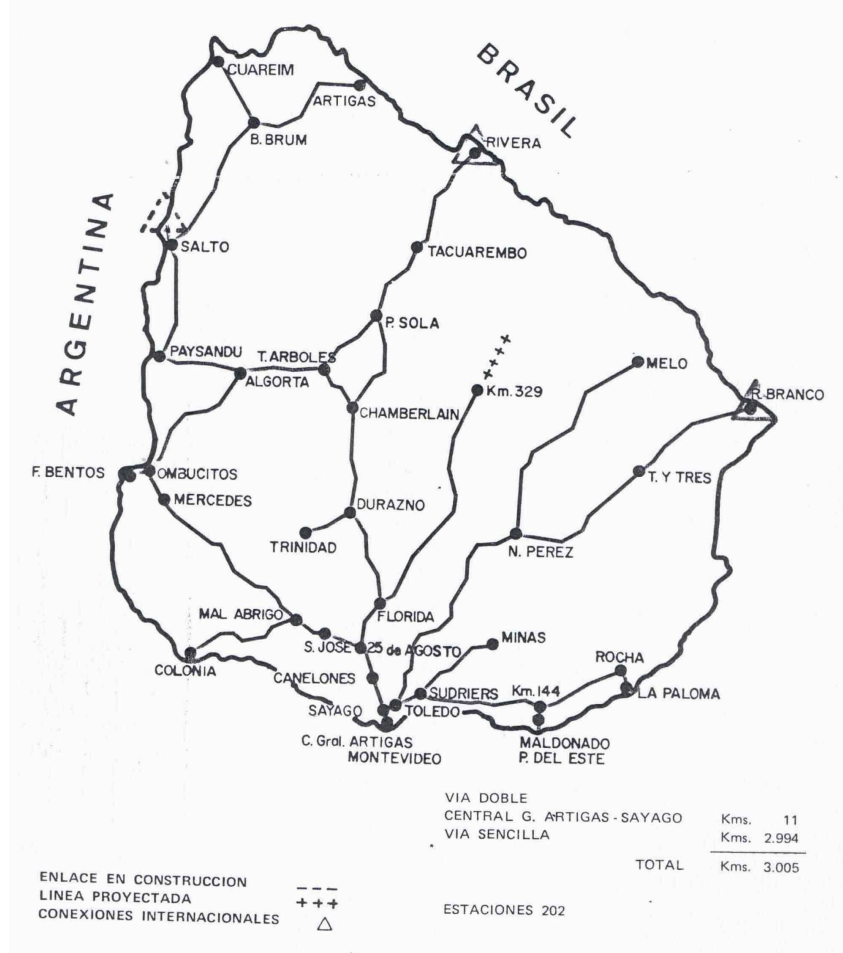 BRASIL
ARGENTINA
CUAREIM
ARTIGAS
B. BRUM
RIVERA
SALTO
TACUAREMBO
P. SOLA
PAYSANDU
T. ARBOLES
ALGORTA
MELO
Km. 329
CHAMBERLAIN
R. BRANCO
F. BENTOS
OMBUCITOS
MERCEDES
T. Y TRES
DURAZNO
TRINIDAD
N. PEREZ
MAL ABRIGO
FLORIDA
S. JOSE
25 de AGOSTO
MINAS
COLONIA
CANELONES
ROCHA
SUDRIERS
Km. 144
LA PALOMA
SAYAGO
TOLEDO
C. Gral. ARTIGAS
MONTEVIDEO
MALDONADO
P. DEL ESTE
VIA DOBLE
CENTRAL G. ARTIGAS - SAYAGO Kms. 11
VIA SENCILLA Kms. 2.994
TOTAL Kms. 3.005
ENLACE EN CONSTRUCCION - - -
LINEA PROYECTADA + + +
CONEXIONES INTERNACIONALES △
ESTACIONES 202